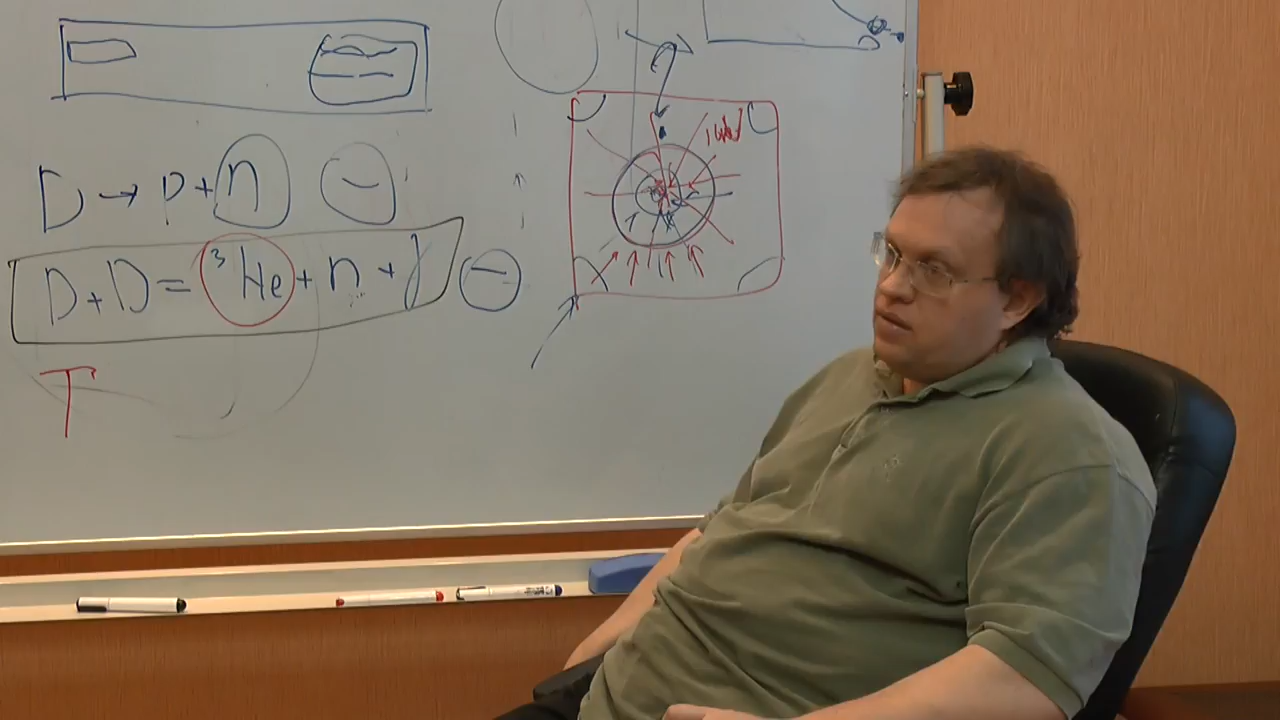 D → p + n −
D + D = ³He + n + γ −
T